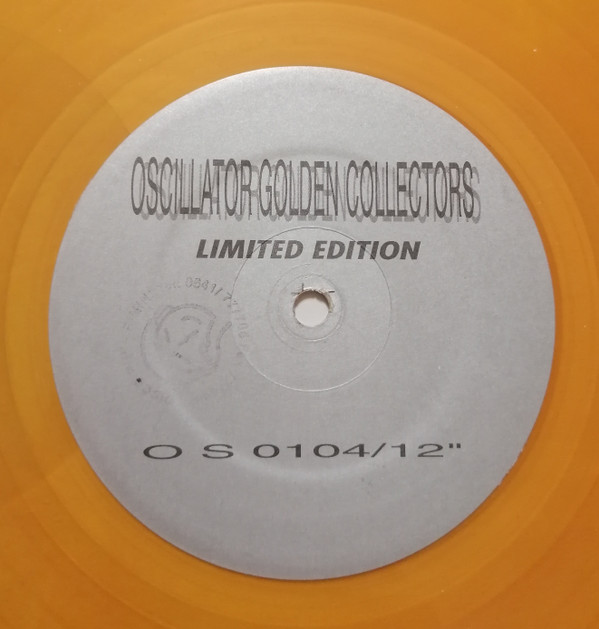 OSCILLATOR GOLDEN COLLECTORS
LIMITED EDITION
O S 0104/12"